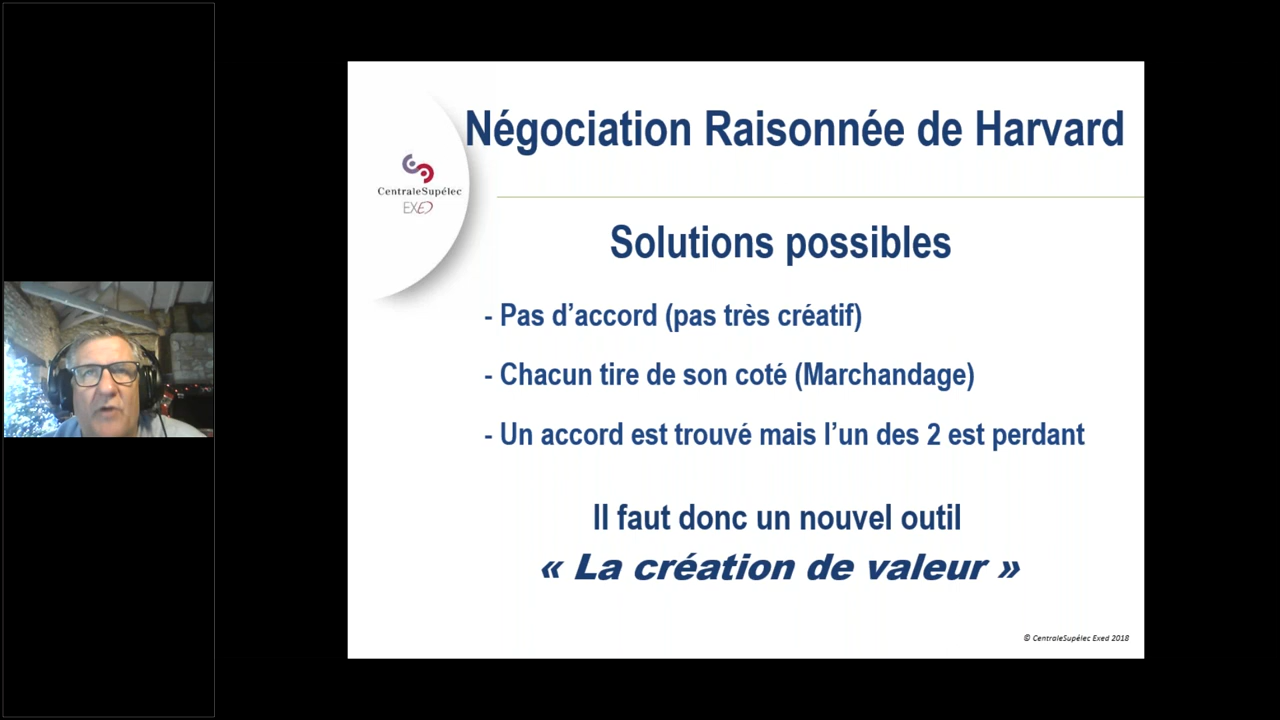 Négociation Raisonnée de Harvard
CentraleSupélec
EXED
Solutions possibles
- Pas d’accord (pas très créatif)
- Chacun tire de son coté (Marchandage)
- Un accord est trouvé mais l’un des 2 est perdant
Il faut donc un nouvel outil
« La création de valeur »
© CentraleSupélec Exed 2018